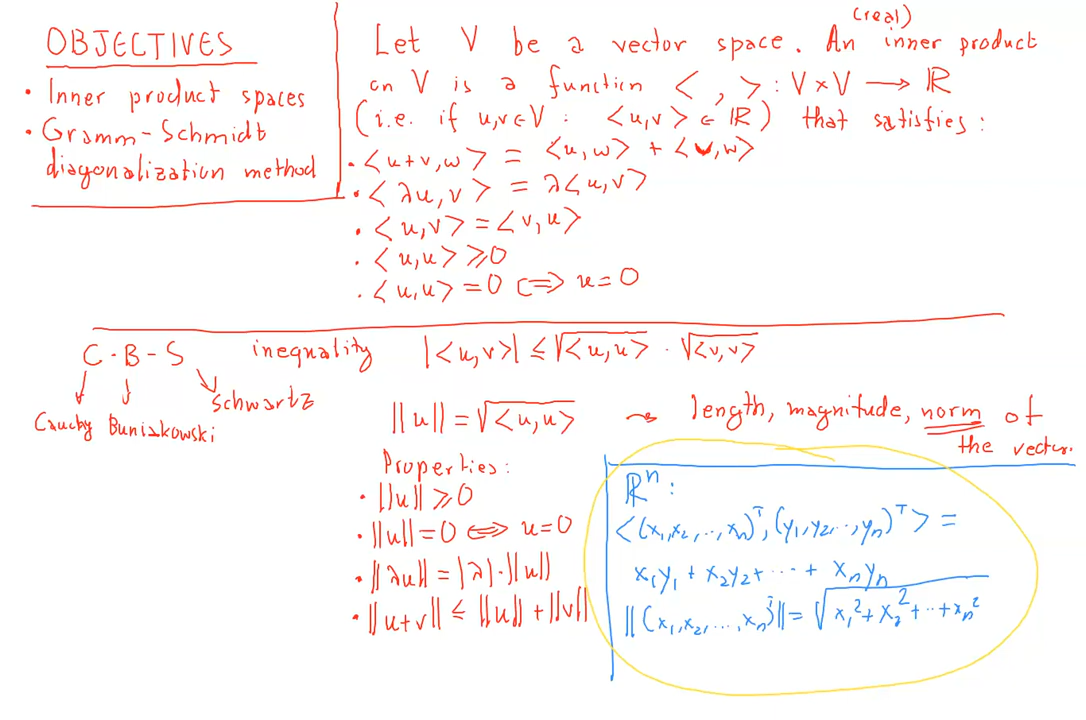 OBJECTIVES
• Inner product spaces
• Gramm-Schmidt
diagonalization method
(real)
Let V be a vector space. An inner product
on V is a function < , > : V×V → ℝ
(i.e. if u,v∈V : <u,v> ∈ ℝ) that satisfies:
• <u+v,w> = <u,w> + <v,w>
• <λu,v> = λ<u,v>
• <u,v> = <v,u>
• <u,u> ⩾0
• <u,u> =0 ⟺ u=0
C-B-S inequality |<u,v>| ≤ √<u,u> · √<v,v>
Cauchy Buniakowski Schwartz
||u|| = √<u,u> ⇝ length, magnitude, norm of
the vector.
Properties:
• ||u|| ⩾0
• ||u|| =0 ⟺ u=0
• ||λu|| = |λ|·||u||
• ||u+v|| ≤ ||u|| + ||v||
ℝⁿ:
<(x₁,x₂,..,xₙ)ᵀ, (y₁,y₂,..,yₙ)ᵀ> =
x₁y₁ + x₂y₂ + ··· + xₙyₙ
||(x₁,x₂,...,xₙ)ᵀ|| = √x₁²+x₂²+··+xₙ²